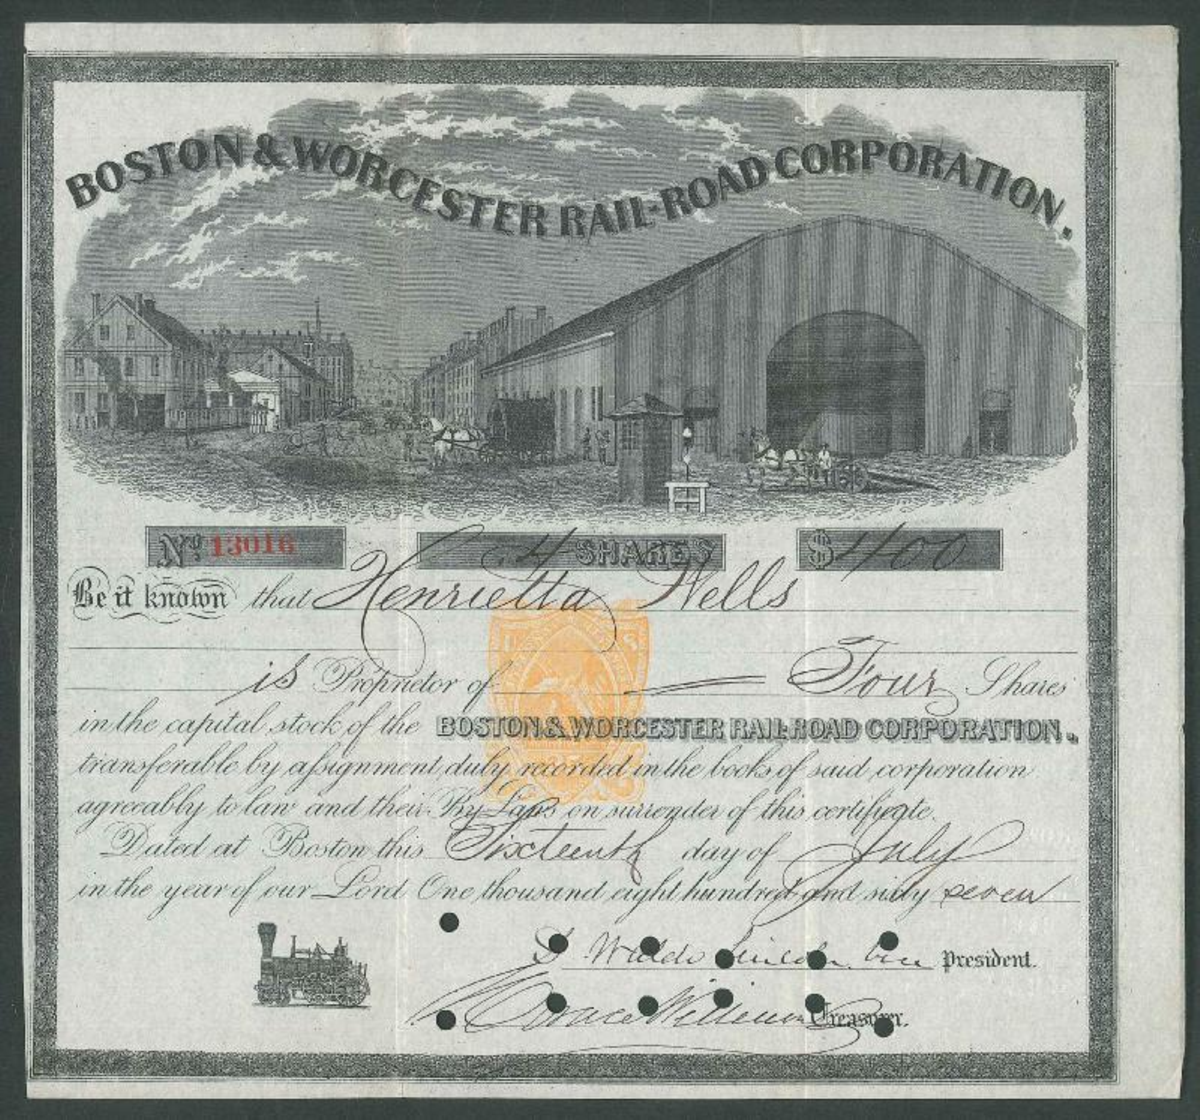 BOSTON & WORCESTER RAIL-ROAD CORPORATION.
No. 13016 4 SHARES $400
Be it known that Henrietta Wells
U S
is Proprietor of Four Shares
in the capital stock of the BOSTON & WORCESTER RAIL-ROAD CORPORATION.
transferable by assignment, duly recorded in the books of said corporation
agreeably to law and their By Laws on surrender of this certificate.
Dated at Boston this Sixteenth day of July
in the year of our Lord One thousand eight hundred and sixty seven
D Waldo Lincoln President.
Horace Williams Treasurer.